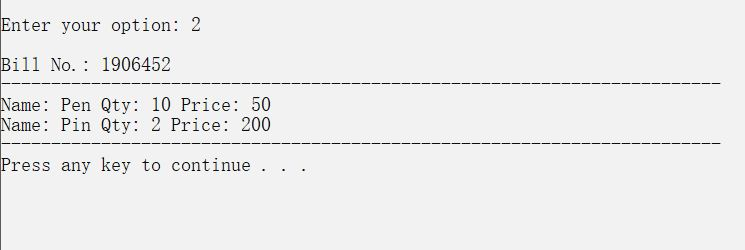 Enter your option: 2
Bill No.: 1906452
------------------------------------------------------------------------
Name: Pen Qty: 10 Price: 50
Name: Pin Qty: 2 Price: 200
------------------------------------------------------------------------
Press any key to continue . . .